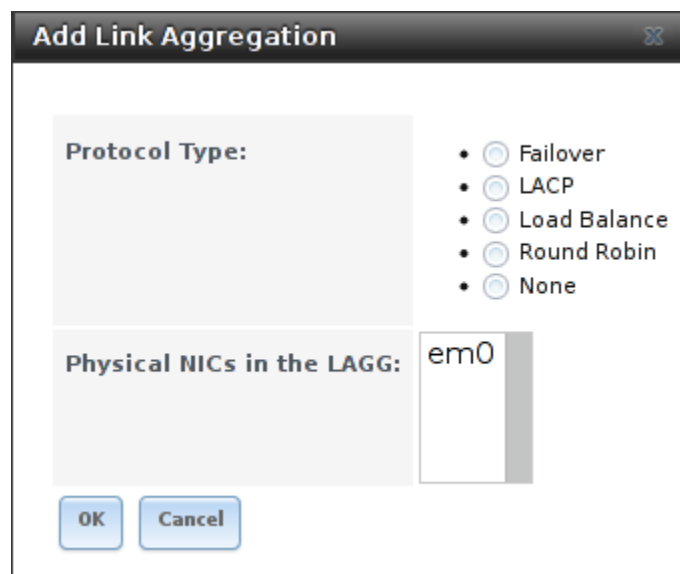 Add Link Aggregation
Protocol Type:
Failover
LACP
Load Balance
Round Robin
None
Physical NICs in the LAGG:
em0
OK
Cancel